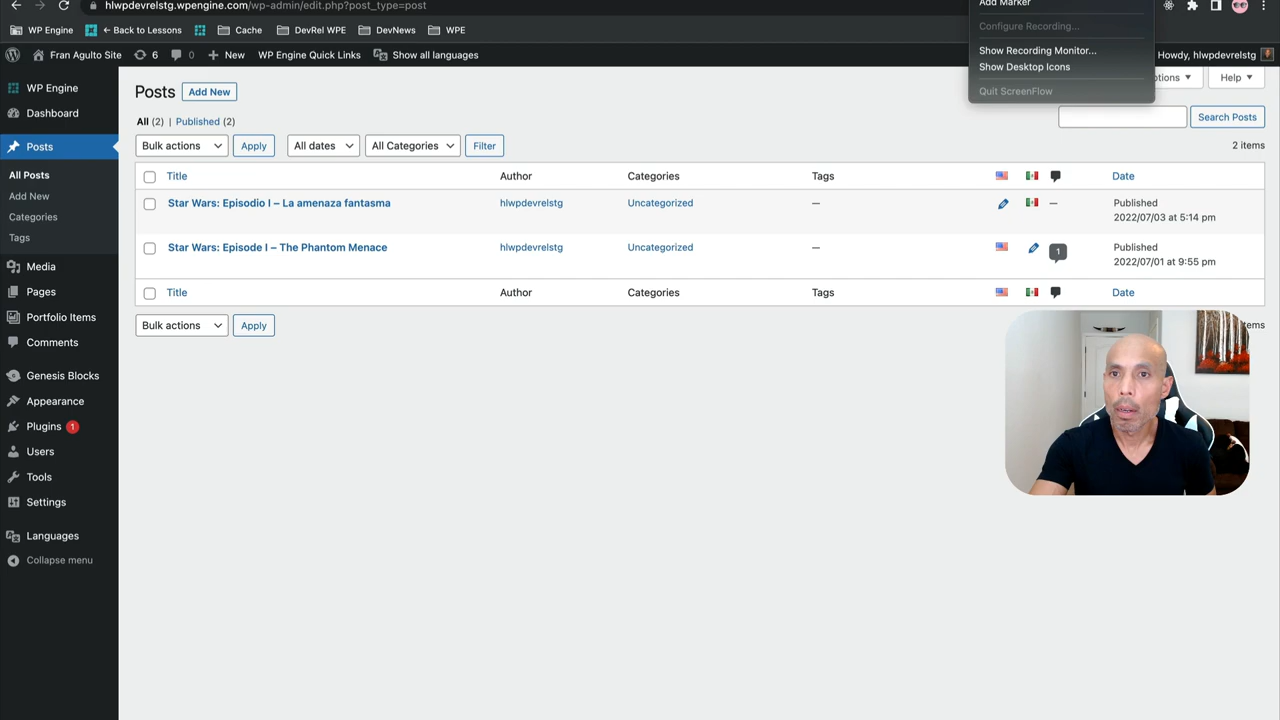 hlwpdevrelstg.wpengine.com/wp-admin/edit.php?post_type=post
Add Marker
Configure Recording...
Show Recording Monitor...
Show Desktop Icons
Quit ScreenFlow
WP Engine
← Back to Lessons
Cache
DevRel WPE
DevNews
WPE
Fran Agulto Site
6
0
New
WP Engine Quick Links
Show all languages
Howdy, hlwpdevrelstg
WP Engine
Dashboard
Posts
All Posts
Add New
Categories
Tags
Media
Pages
Portfolio Items
Comments
Genesis Blocks
Appearance
Plugins 1
Users
Tools
Settings
Languages
Collapse menu
Posts
Add New
Help
All (2) | Published (2)
Search Posts
Bulk actions
Apply
All dates
All Categories
Filter
2 items
Title Author Categories Tags Date
Star Wars: Episodio I – La amenaza fantasma hlwpdevrelstg Uncategorized — — Published
2022/07/03 at 5:14 pm
Star Wars: Episode I – The Phantom Menace hlwpdevrelstg Uncategorized — 1 Published
2022/07/01 at 9:55 pm
Title Author Categories Tags Date
Bulk actions
Apply